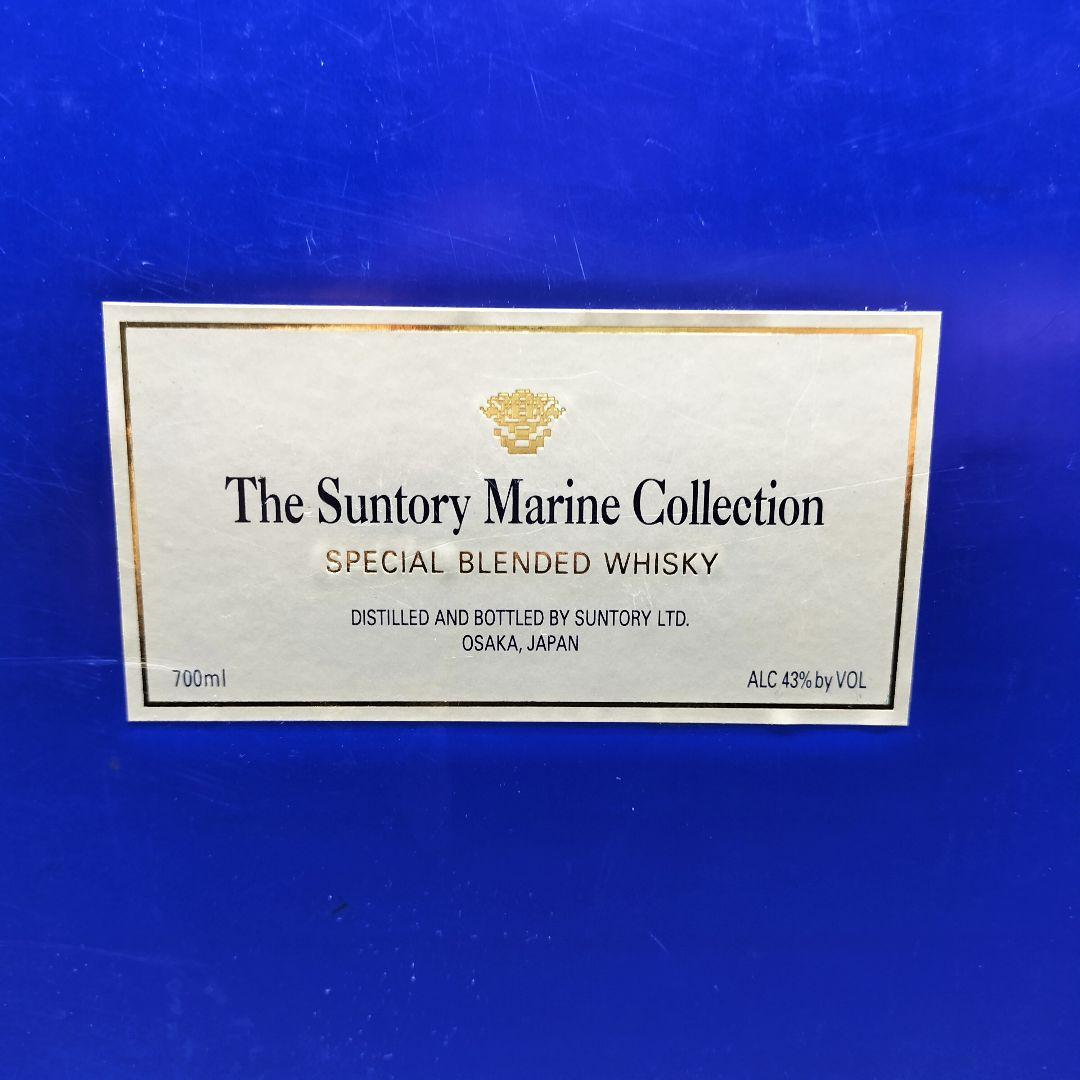 The Suntory Marine Collection
SPECIAL BLENDED WHISKY
DISTILLED AND BOTTLED BY SUNTORY LTD.
OSAKA, JAPAN
700ml ALC 43% by VOL